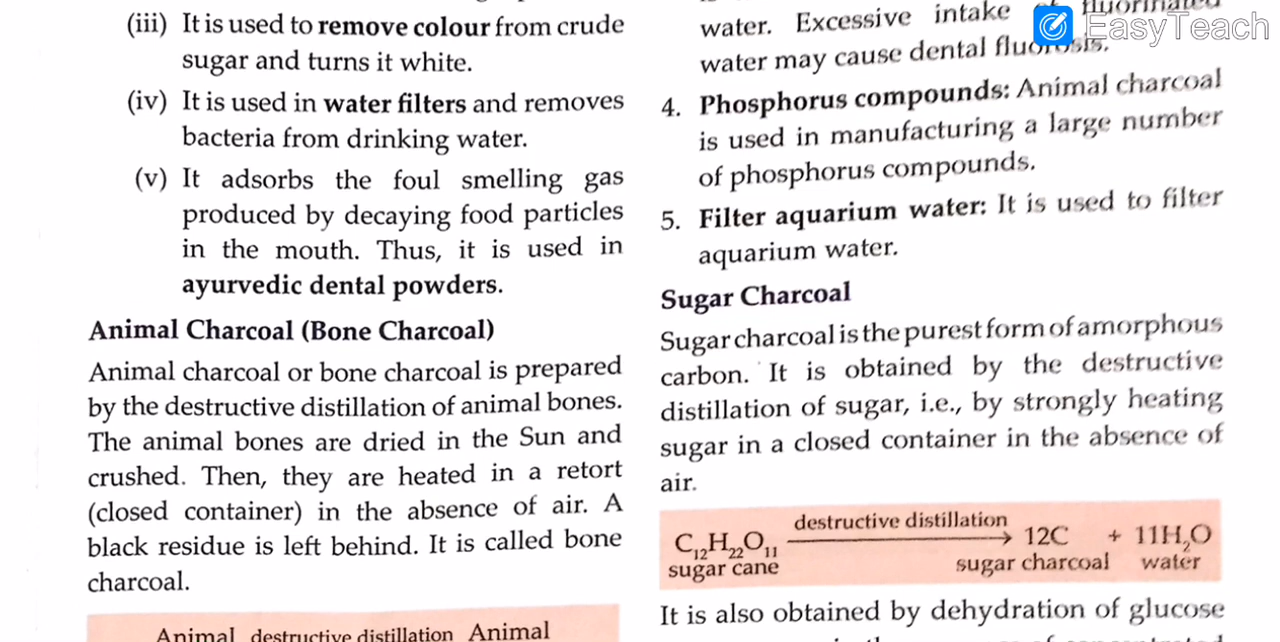 (iii) It is used to remove colour from crude
sugar and turns it white.
(iv) It is used in water filters and removes
bacteria from drinking water.
(v) It adsorbs the foul smelling gas
produced by decaying food particles
in the mouth. Thus, it is used in
ayurvedic dental powders.
Animal Charcoal (Bone Charcoal)
Animal charcoal or bone charcoal is prepared
by the destructive distillation of animal bones.
The animal bones are dried in the Sun and
crushed. Then, they are heated in a retort
(closed container) in the absence of air. A
black residue is left behind. It is called bone
charcoal.
Animal destructive distillation Animal
water. Excessive intake fluorinated
water may cause dental fluorosis.
4. Phosphorus compounds: Animal charcoal
is used in manufacturing a large number
of phosphorus compounds.
5. Filter aquarium water: It is used to filter
aquarium water.
Sugar Charcoal
Sugar charcoal is the purest form of amorphous
carbon. It is obtained by the destructive
distillation of sugar, i.e., by strongly heating
sugar in a closed container in the absence of
air.
destructive distillation
C₁₂H₂₂O₁₁ → 12C + 11H₂O
sugar cane sugar charcoal water
It is also obtained by dehydration of glucose
EasyTeach